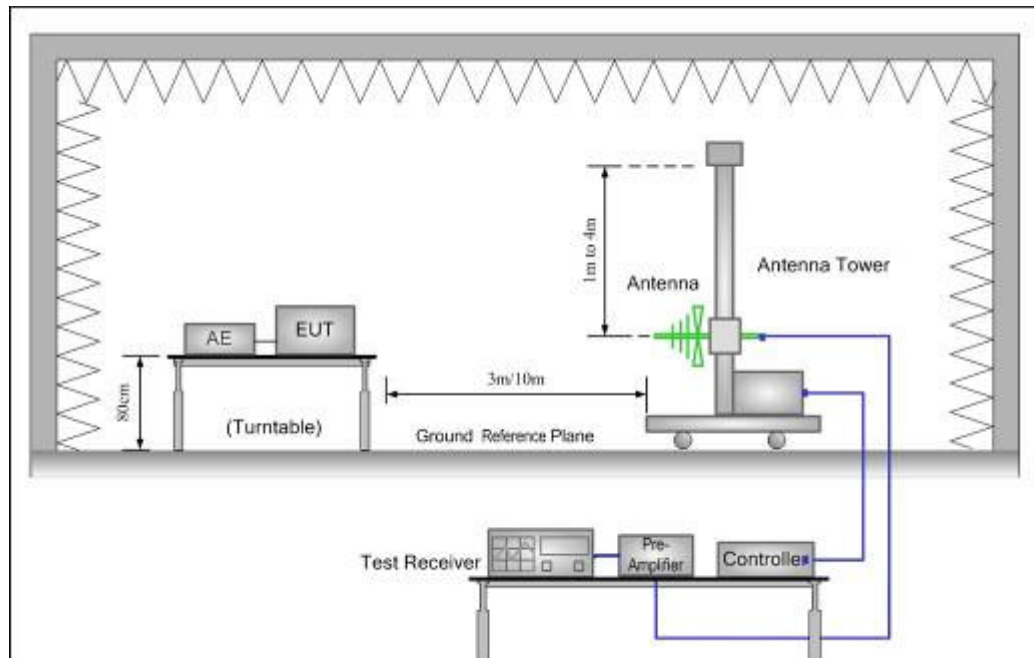 1m to 4m
Antenna
Antenna Tower
AE
EUT
80cm
(Turntable)
3m/10m
Ground Reference Plane
Test Receiver
Pre-
Amplifier
Controller